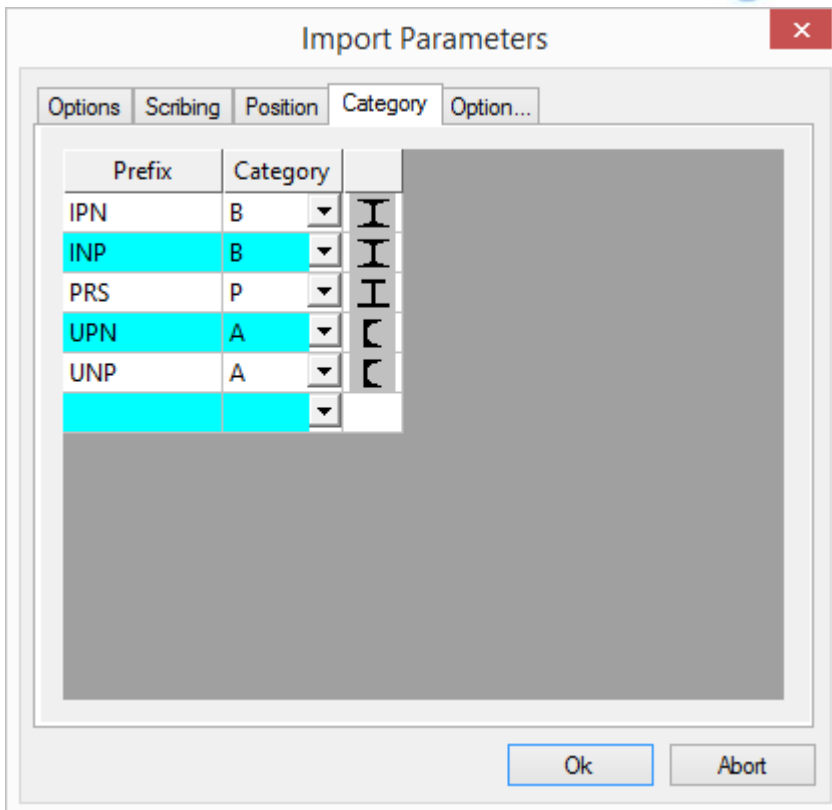 Import Parameters
Options Scribing Position Category Option...
Prefix Category
IPN B
INP B
PRS P
UPN A
UNP A
Ok Abort